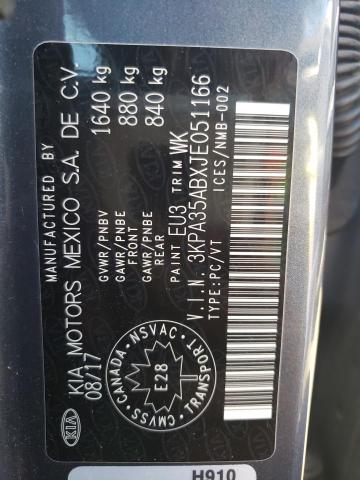 MANUFACTURED BY
KIA KIA MOTORS MEXICO S.A. DE C.V.
08/17
GVWR/PNBV 1640 kg
GAWR/PNBE FRONT 880 kg
GAWR/PNBE REAR 840 kg
PAINT EU3 TRIM WK
V.I.N. 3KPA35ABXJE051166
TYPE:PC/VT ICES/NMB-002
CANADA NSVAC
E28
CMVSS TRANSPORT
H910